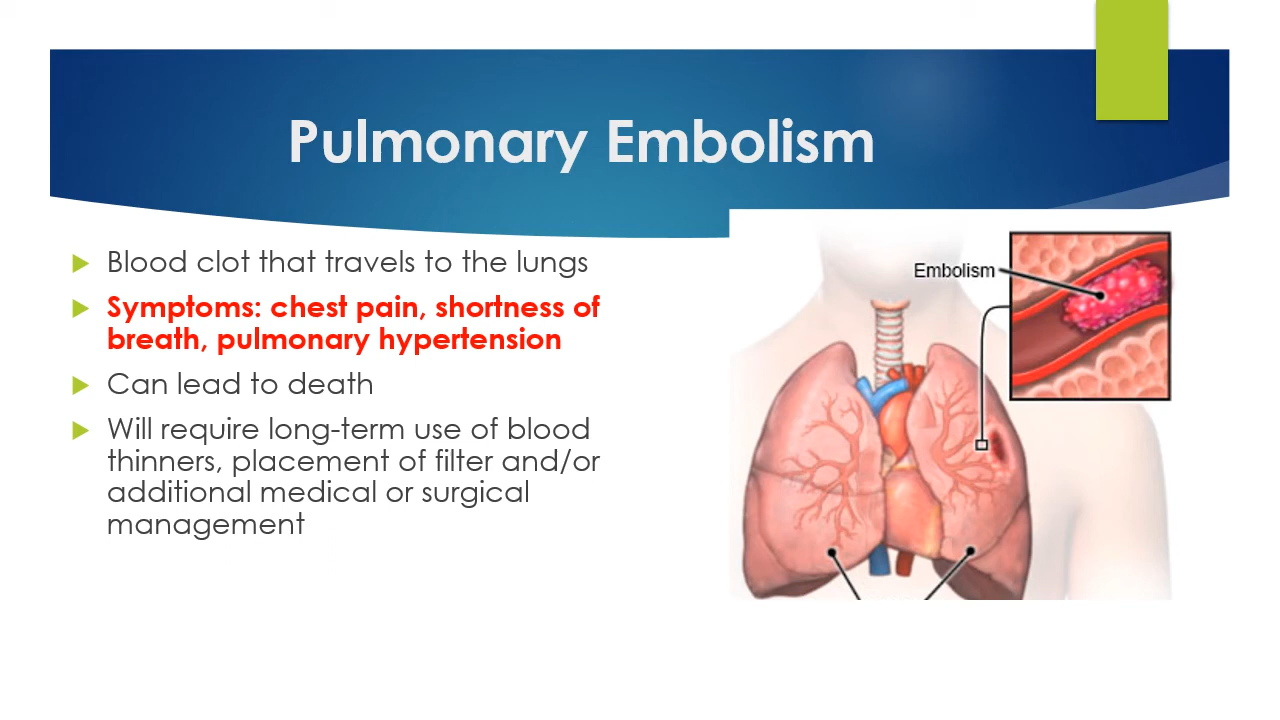 Pulmonary Embolism
Blood clot that travels to the lungs
Symptoms: chest pain, shortness of
breath, pulmonary hypertension
Can lead to death
Will require long-term use of blood
thinners, placement of filter and/or
additional medical or surgical
management
Embolism